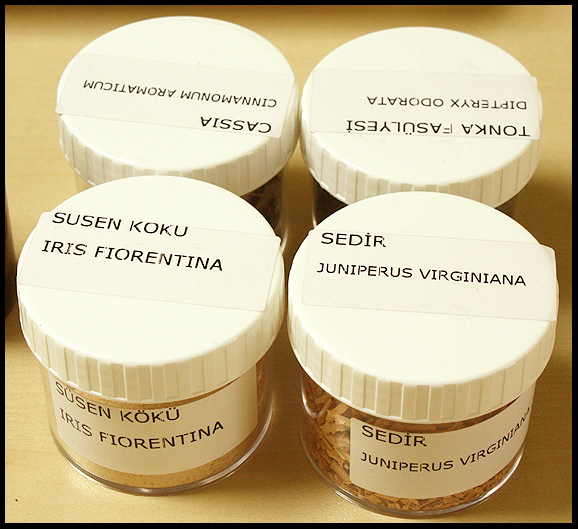 CASSIA
CINNAMONUM AROMATICUM
TONKA FASÜLYESİ
DIPTERYX ODORATA
SUSEN KOKU
IRIS FIORENTINA
SEDİR
JUNIPERUS VIRGINIANA
SÜSEN KÖKÜ
IRIS FIORENTINA
SEDİR
JUNIPERUS VIRGINIANA